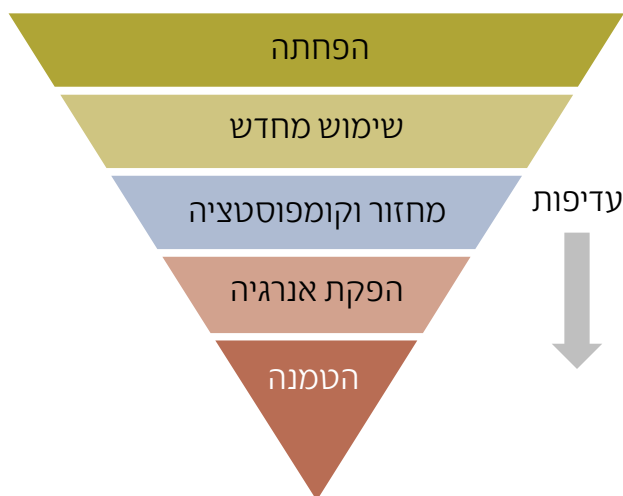 הפחתה
שימוש מחדש
מחזור וקומפוסטציה
עדיפות
הפקת אנרגיה
הטמנה